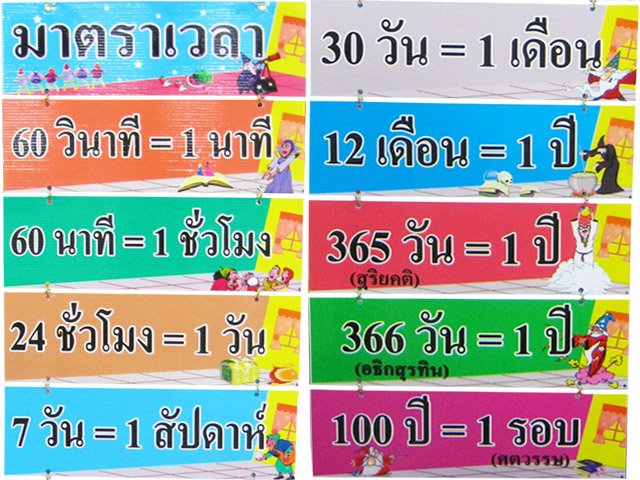 มาตราเวลา
60 วินาที = 1 นาที
60 นาที = 1 ชั่วโมง
24 ชั่วโมง = 1 วัน
7 วัน = 1 สัปดาห์
30 วัน = 1 เดือน
12 เดือน = 1 ปี
365 วัน = 1 ปี
(สุริยคติ)
366 วัน = 1 ปี
(อธิกสุรทิน)
100 ปี = 1 รอบ
(ศตวรรษ)